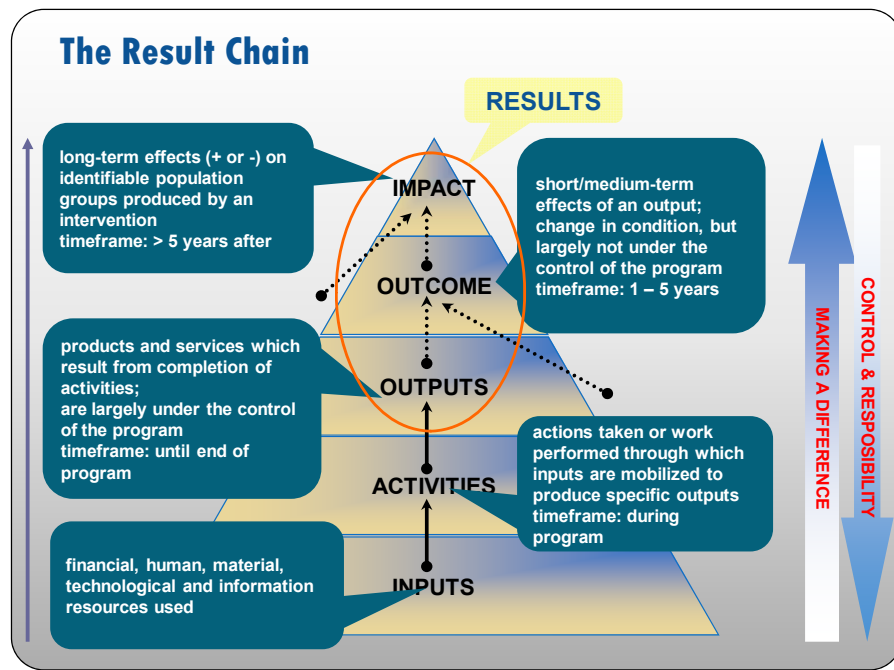 The Result Chain
RESULTS
long-term effects (+ or -) on
identifiable population
groups produced by an
intervention
timeframe: > 5 years after
IMPACT
short/medium-term
effects of an output;
change in condition, but
largely not under the
control of the program
timeframe: 1 – 5 years
OUTCOME
products and services which
result from completion of
activities;
are largely under the control
of the program
timeframe: until end of
program
OUTPUTS
actions taken or work
performed through which
inputs are mobilized to
produce specific outputs
timeframe: during
program
ACTIVITIES
financial, human, material,
technological and information
resources used
INPUTS
MAKING A DIFFERENCE
CONTROL & RESPOSIBILITY